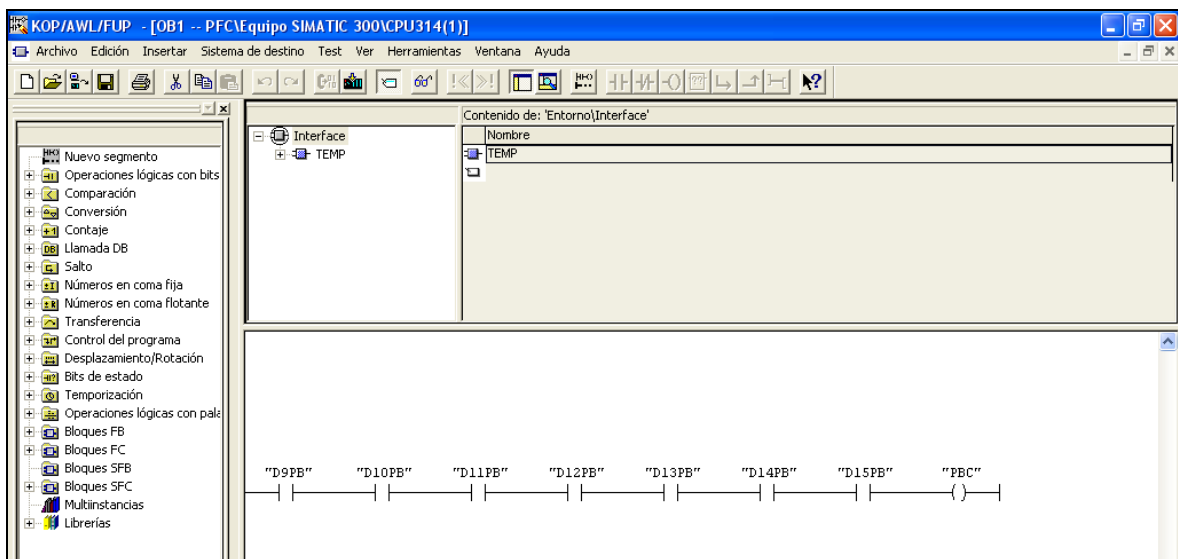 KOP/AWL/FUP - [OB1 -- PFC\Equipo SIMATIC 300\CPU314(1)]
Archivo Edición Insertar Sistema de destino Test Ver Herramientas Ventana Ayuda
Contenido de: 'Entorno\Interface'
Interface
TEMP
Nombre
TEMP
Nuevo segmento
Operaciones lógicas con bits
Comparación
Conversión
Contaje
Llamada DB
Salto
Números en coma fija
Números en coma flotante
Transferencia
Control del programa
Desplazamiento/Rotación
Bits de estado
Temporización
Operaciones lógicas con pala
Bloques FB
Bloques FC
Bloques SFB
Bloques SFC
Multiinstancias
Librerías
"D9PB" "D10PB" "D11PB" "D12PB" "D13PB" "D14PB" "D15PB" "PBC"